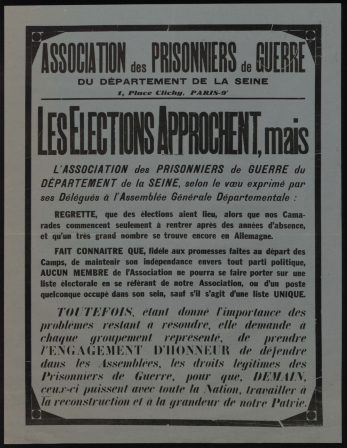 ASSOCIATION des PRISONNIERS de GUERRE
DU DÉPARTEMENT DE LA SEINE
1, Place Clichy, PARIS-9e
LES ELECTIONS APPROCHENT, mais
L'ASSOCIATION des PRISONNIERS de GUERRE du
DÉPARTEMENT de la SEINE, selon le vœu exprimé par
ses Délégués à l'Assemblée Générale Départementale :
REGRETTE, que des élections aient lieu, alors que nos Cama-
rades commencent seulement à rentrer après des années d'absence,
et qu'un très grand nombre se trouve encore en Allemagne.
FAIT CONNAITRE QUE, fidèle aux promesses faites au départ des
Camps, de maintenir son indépendance envers tout parti politique,
AUCUN MEMBRE de l'Association ne pourra se faire porter sur une
liste électorale en se référant de notre Association, ou d'un poste
quelconque occupé dans son sein, sauf s'il s'agit d'une liste UNIQUE.
TOUTEFOIS, étant donné l'importance des
problèmes restant à résoudre, elle demande à
chaque groupement représenté, de prendre
l'ENGAGEMENT D'HONNEUR de défendre
dans les Assemblées, les droits légitimes des
Prisonniers de Guerre, pour que, DEMAIN,
ceux-ci puissent avec toute la Nation, travailler à
la reconstruction et à la grandeur de notre Patrie.